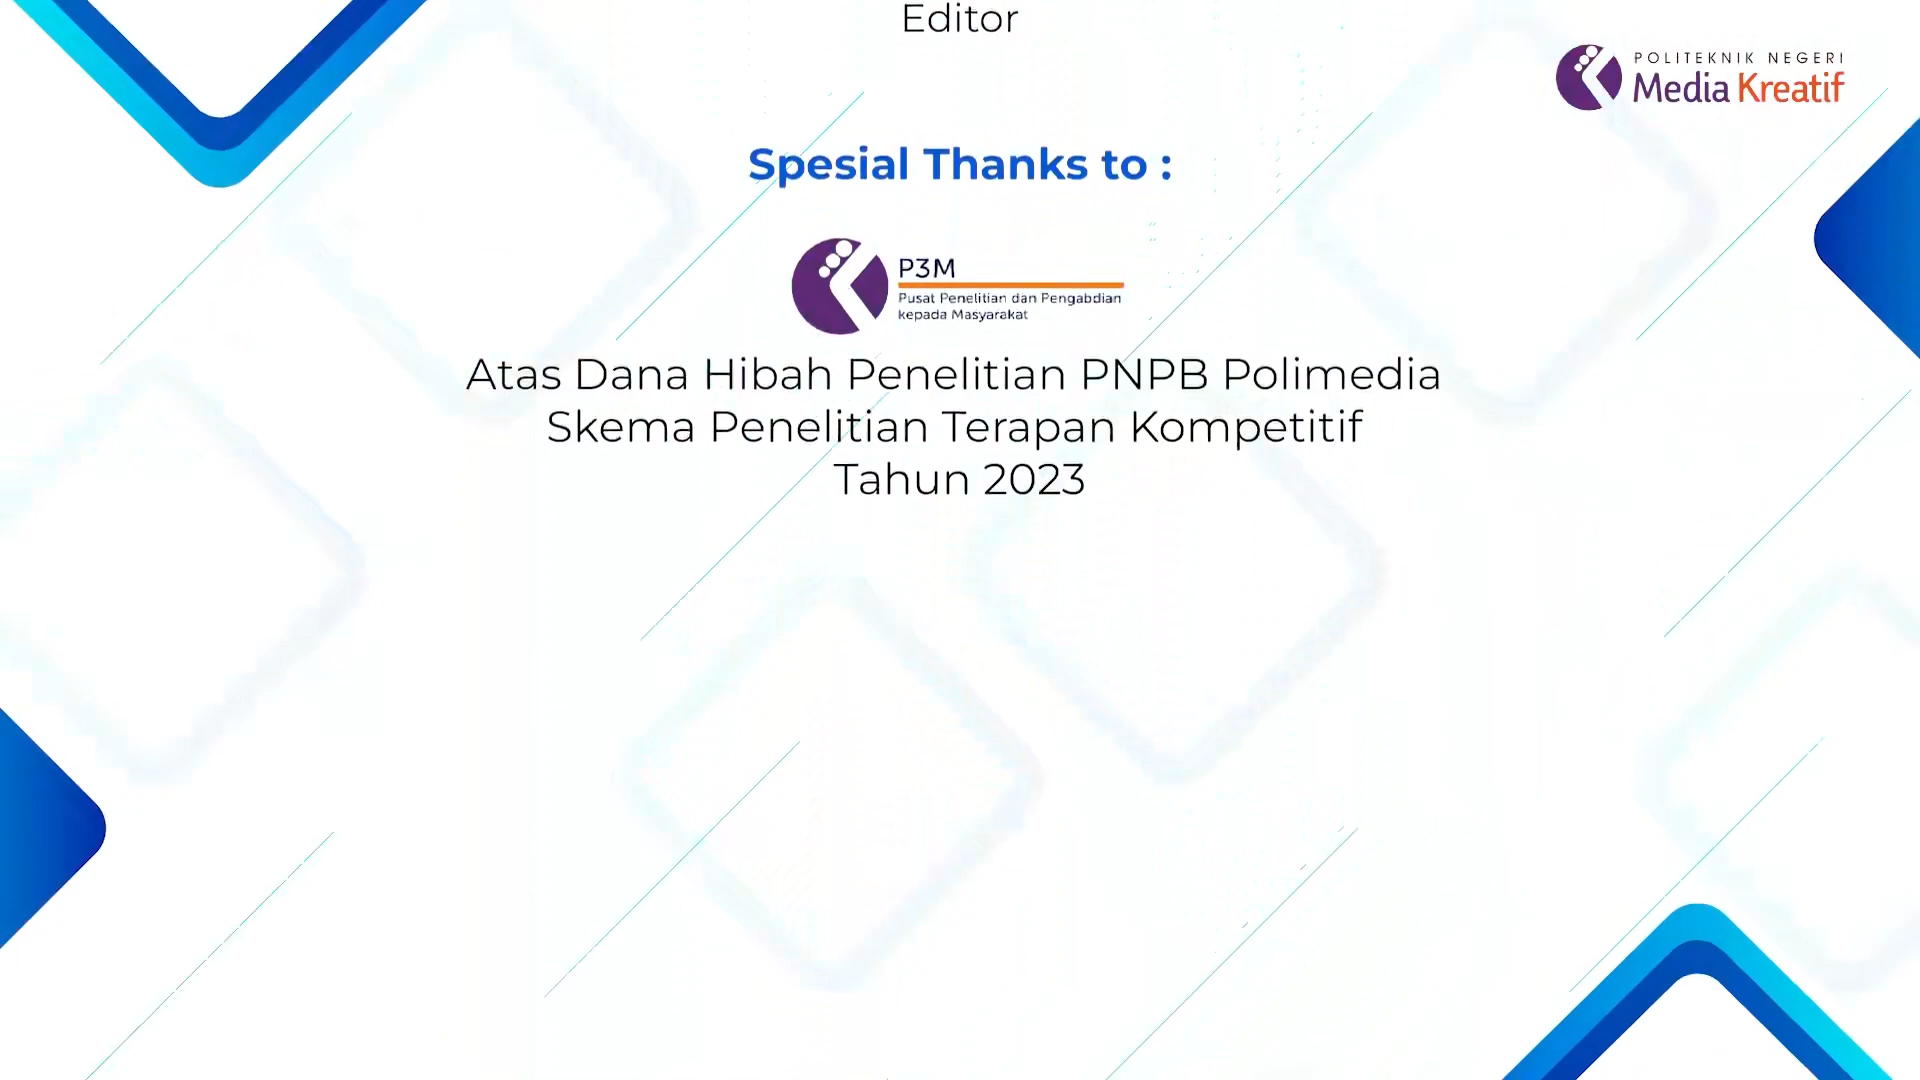 Editor
POLITEKNIK NEGERI
Media Kreatif
Spesial Thanks to :
P3M
Pusat Penelitian dan Pengabdian
kepada Masyarakat
Atas Dana Hibah Penelitian PNPB Polimedia
Skema Penelitian Terapan Kompetitif
Tahun 2023